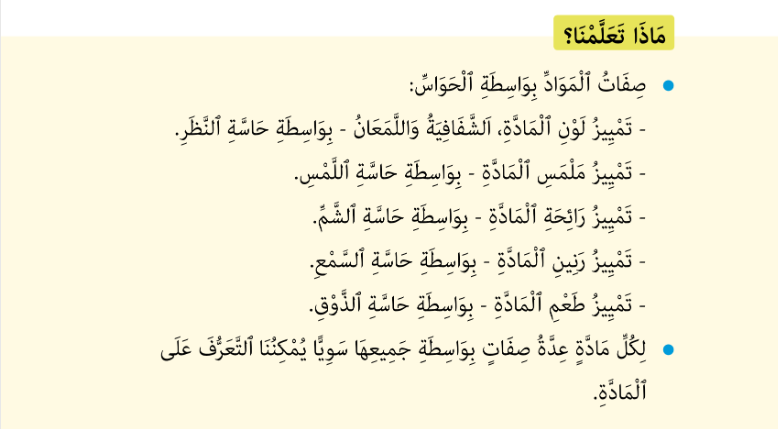 مَاذَا تَعَلَّمْنَا؟
• صِفَاتُ ٱلْمَوَادِّ بِوَاسِطَةِ ٱلْحَوَاسِّ:
- تَمْيِيزُ لَوْنِ ٱلْمَادَّةِ، اَلشَّفَافِيَةُ وَاللَّمَعَانُ - بِوَاسِطَةِ حَاسَّةِ ٱلنَّظَرِ.
- تَمْيِيزُ مَلْمَسِ ٱلْمَادَّةِ - بِوَاسِطَةِ حَاسَّةِ ٱللَّمْسِ.
- تَمْيِيزُ رَائِحَةِ ٱلْمَادَّةِ - بِوَاسِطَةِ حَاسَّةِ ٱلشَّمِّ.
- تَمْيِيزُ رَنِينِ ٱلْمَادَّةِ - بِوَاسِطَةِ حَاسَّةِ ٱلسَّمْعِ.
- تَمْيِيزُ طَعْمِ ٱلْمَادَّةِ - بِوَاسِطَةِ حَاسَّةِ ٱلذَّوْقِ.
• لِكُلِّ مَادَّةٍ عِدَّةُ صِفَاتٍ بِوَاسِطَةِ جَمِيعِهَا سَوِيًّا يُمْكِنُنَا ٱلتَّعَرُّفَ عَلَى
ٱلْمَادَّةِ.